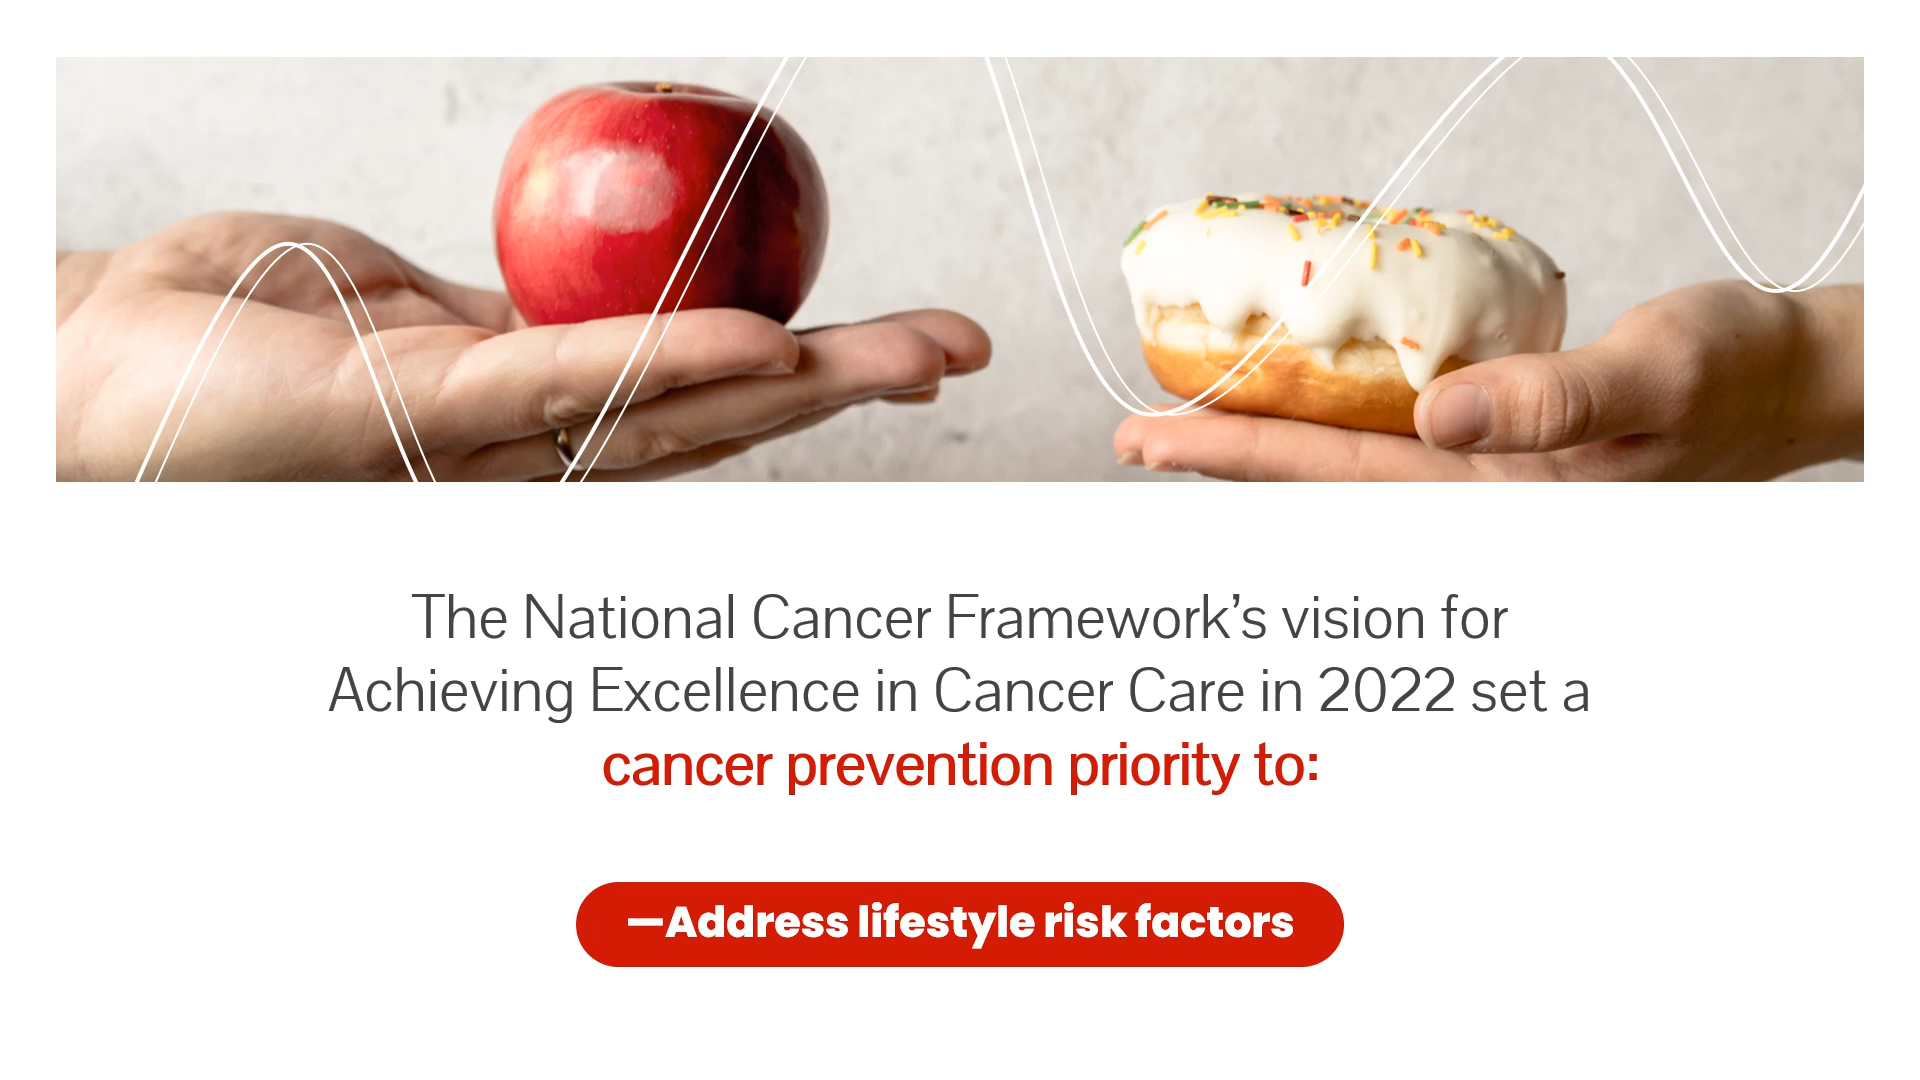 The National Cancer Framework’s vision for
Achieving Excellence in Cancer Care in 2022 set a
cancer prevention priority to:
—Address lifestyle risk factors